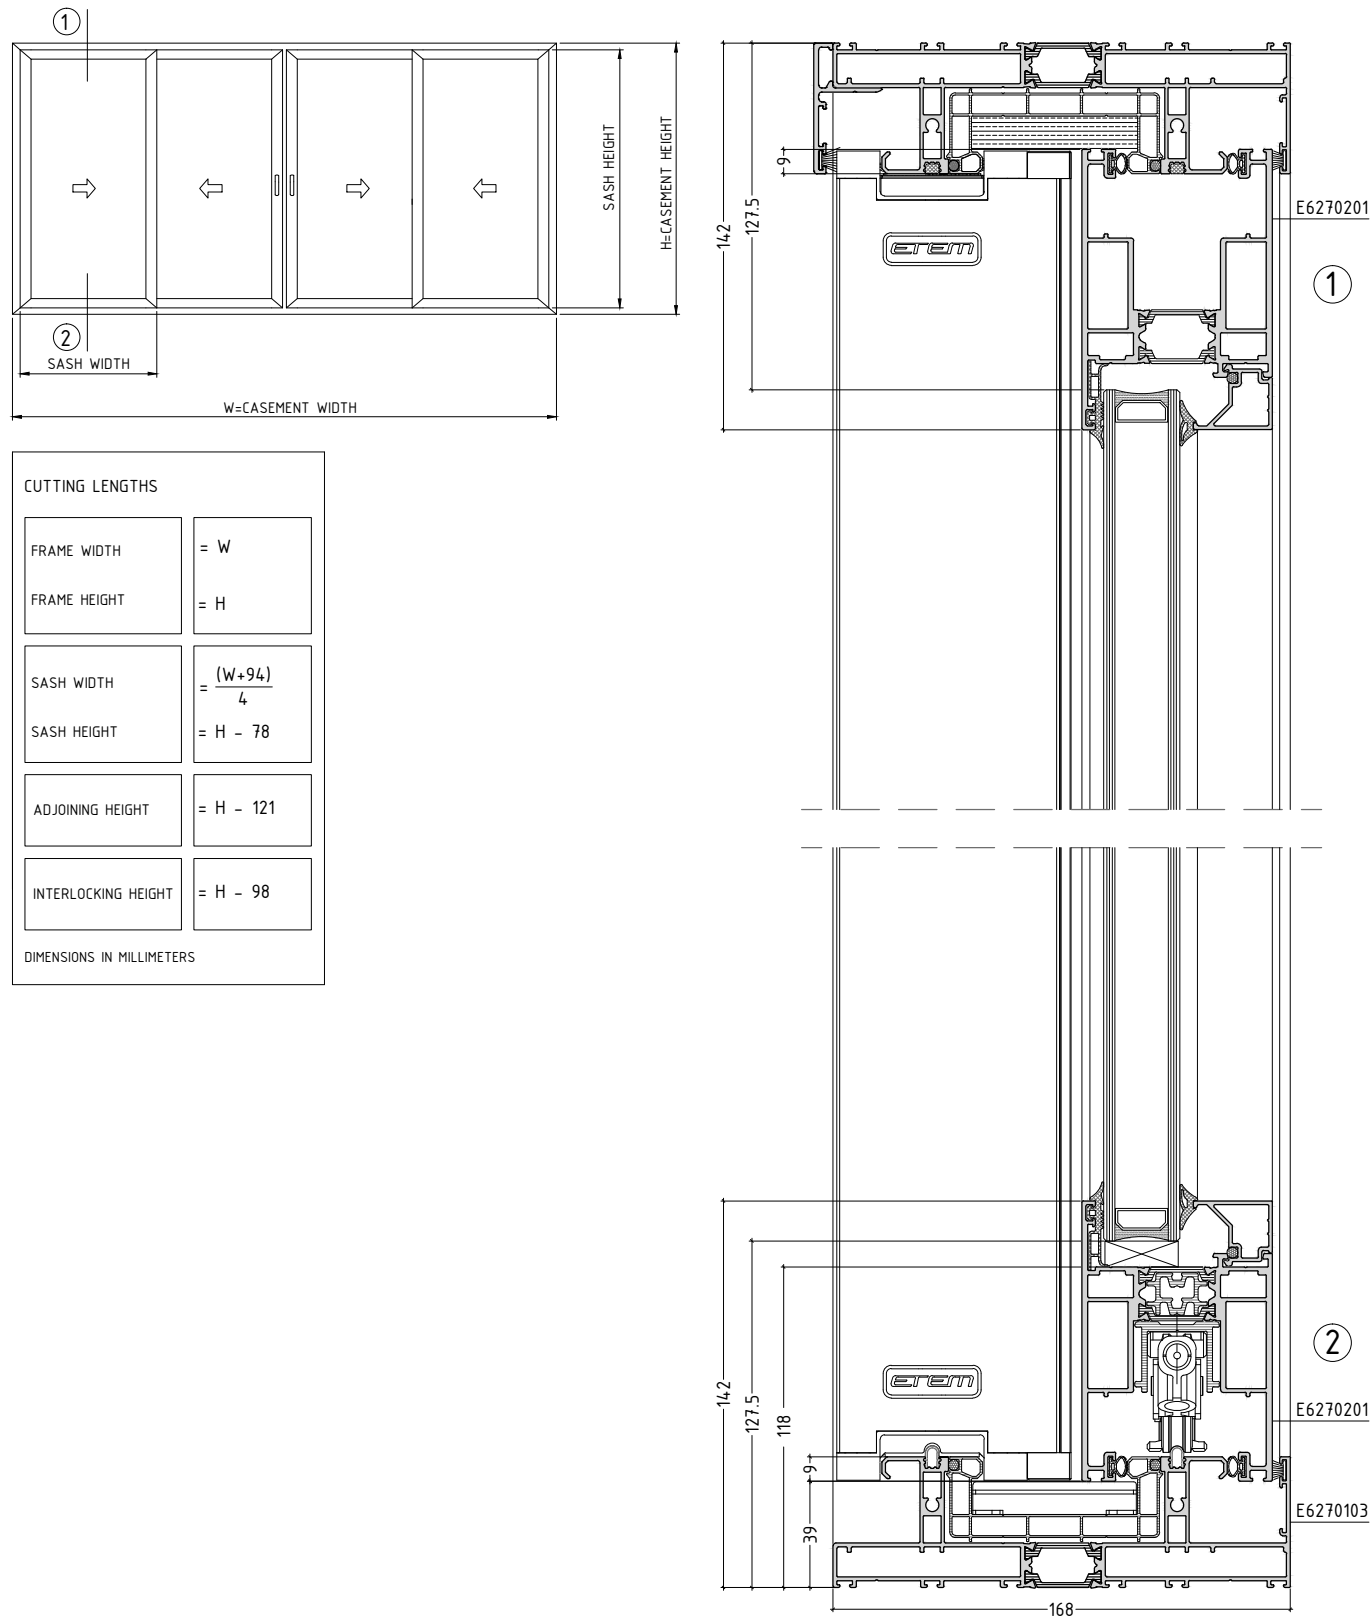 1
SASH HEIGHT
H=CASEMENT HEIGHT
2
SASH WIDTH
W=CASEMENT WIDTH
CUTTING LENGTHS
FRAME WIDTH = W
FRAME HEIGHT = H
SASH WIDTH = (W+94)
4
SASH HEIGHT = H - 78
ADJOINING HEIGHT = H - 121
INTERLOCKING HEIGHT = H - 98
DIMENSIONS IN MILLIMETERS
9
127.5
142
ETEM
E6270201
1
ETEM
142
127.5
118
9
39
2
E6270201
E6270103
168